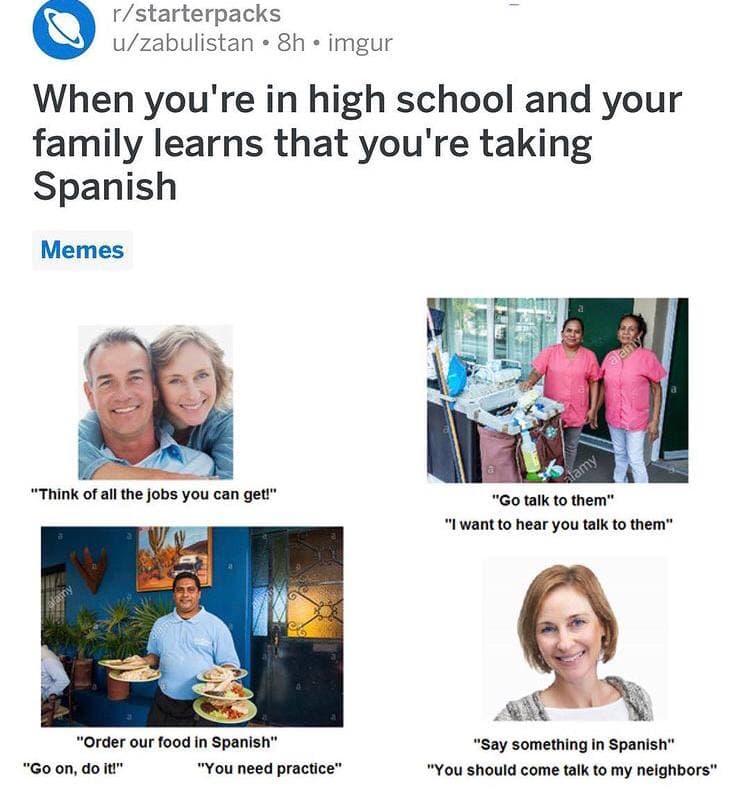 r/starterpacks
u/zabulistan • 8h • imgur
When you're in high school and your
family learns that you're taking
Spanish
Memes
"Think of all the jobs you can get!"
alamy
"Go talk to them"
"I want to hear you talk to them"
alamy
"Order our food in Spanish"
"Go on, do it!" "You need practice"
"Say something in Spanish"
"You should come talk to my neighbors"